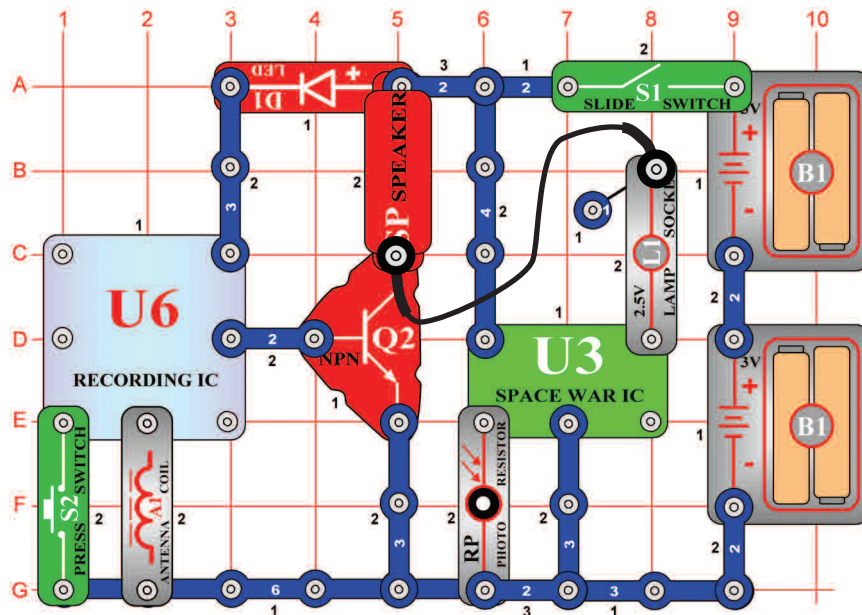 1 2 3 4 5 6 7 8 9 10
A
B
C
D
E
F
G
LED
D1
+
1
3
2
1
2
2
S1
SLIDE SWITCH
3V
+
-
B1
1
SPEAKER
SP
2
2
3
4
2
1
1
SOCKET
LAMP
L1
2.5V
2
1
U6
RECORDING IC
2
2
NPN
Q2
1
1
U3
SPACE WAR IC
2
2
3V
+
-
B1
1
PRESS SWITCH
S2
2
ANTENNA COIL
A1
2
2
3
PHOTO RESISTOR
RP
2
3
2
2
6
1
2
3
3
1